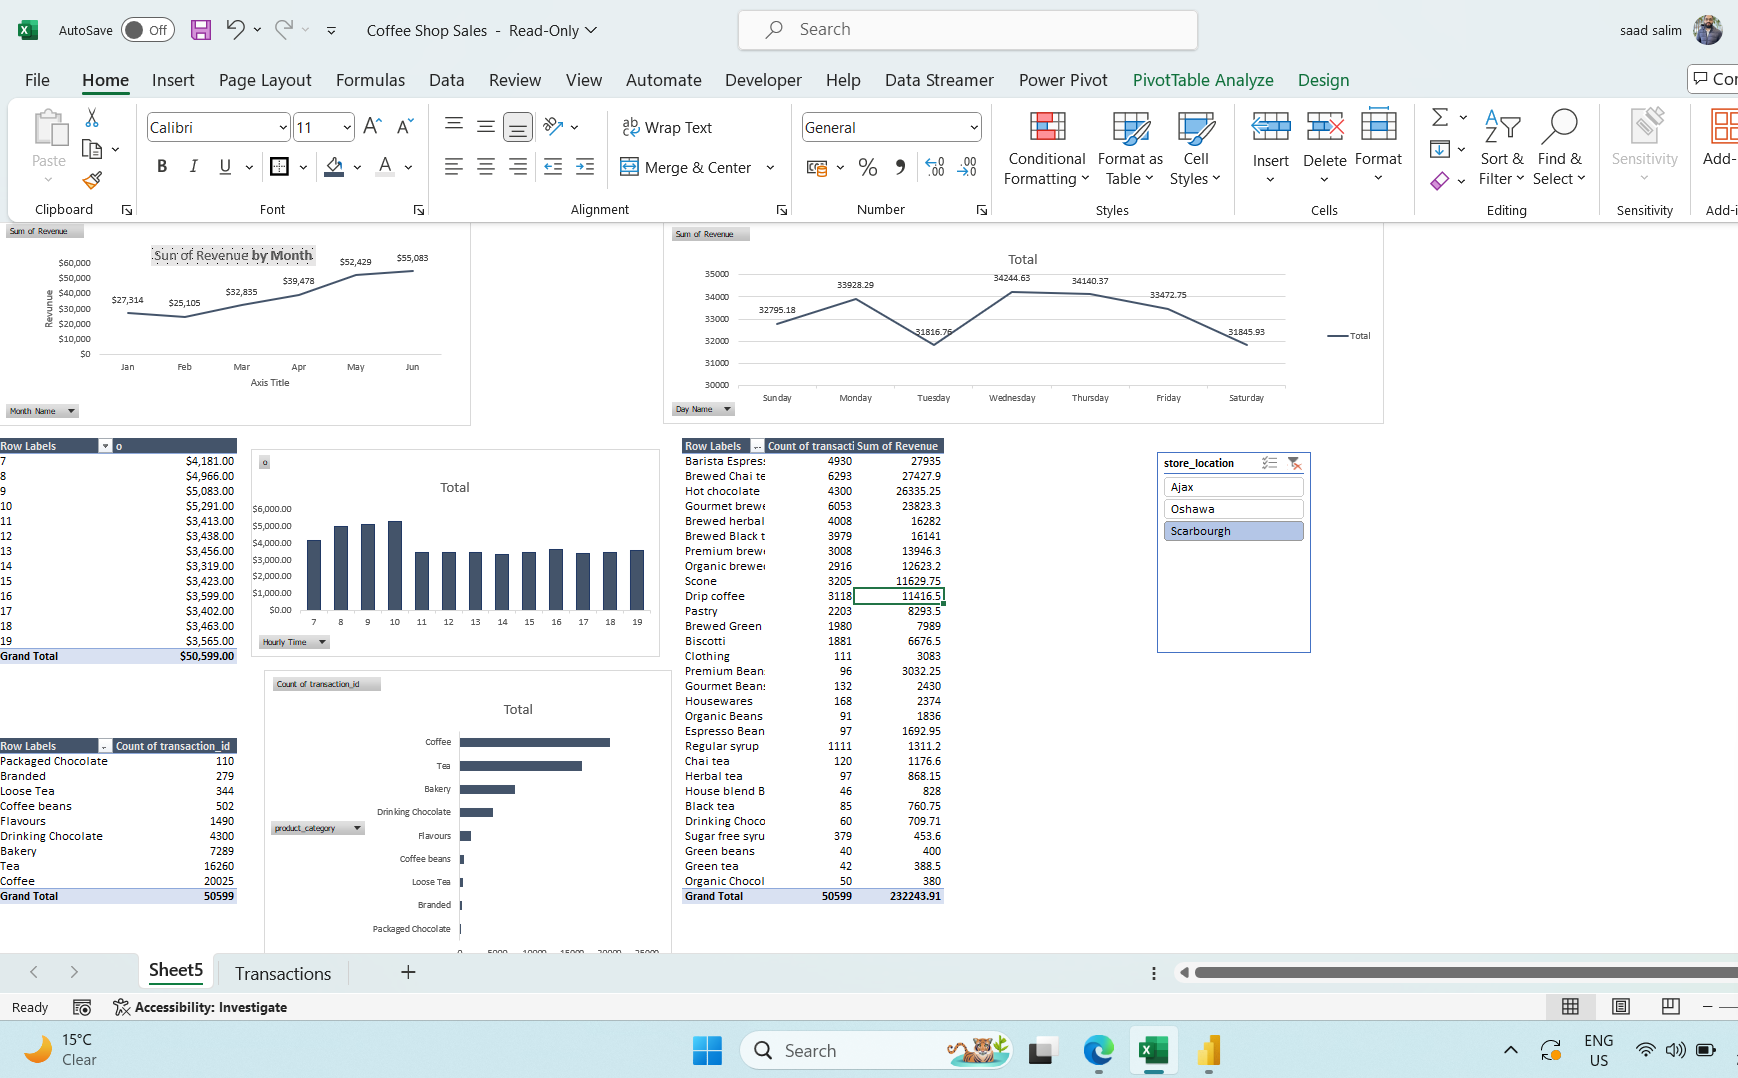 AutoSave Off Coffee Shop Sales - Read-Only Search saad salim
File Home Insert Page Layout Formulas Data Review View Automate Developer Help Data Streamer Power Pivot PivotTable Analyze Design Cor
Paste Calibri 11 Wrap Text General Conditional Formatting Format as Table Cell Styles Insert Delete Format Sort & Filter Find & Select Sensitivity Add-
B I U A Merge & Center
Clipboard Font Alignment Number Styles Cells Editing Sensitivity Add-i
Sum of Revenue
Sun of Revenue by Month
Revunue
$60,000
$50,000
$40,000
$30,000
$20,000
$10,000
$0
$27,314 $25,105 $32,835 $39,478 $52,429 $55,083
Jan Feb Mar Apr May Jun
Axis Title
Month Name
Sum of Revenue
Total
35000
34000
33000
32000
31000
30000
32795.18 33928.29 31816.76 34244.63 34140.37 33472.75 31845.93
Total
Sunday Monday Tuesday Wednesday Thursday Friday Saturday
Day Name
Row Labels o
7 $4,181.00
8 $4,966.00
9 $5,083.00
10 $5,291.00
11 $3,413.00
12 $3,438.00
13 $3,456.00
14 $3,319.00
15 $3,423.00
16 $3,599.00
17 $3,402.00
18 $3,463.00
19 $3,565.00
Grand Total $50,599.00
o
Total
$6,000.00
$5,000.00
$4,000.00
$3,000.00
$2,000.00
$1,000.00
$0.00
7 8 9 10 11 12 13 14 15 16 17 18 19
Hourly Time
Row Labels Count of transaction_id
Packaged Chocolate 110
Branded 279
Loose Tea 344
Coffee beans 502
Flavours 1490
Drinking Chocolate 4300
Bakery 7289
Tea 16260
Coffee 20025
Grand Total 50599
Count of transaction_id
Total
Coffee
Tea
Bakery
Drinking Chocolate
Flavours
Coffee beans
Loose Tea
Branded
Packaged Chocolate
product_category
0 5000 10000 15000 20000 25000
Row Labels Count of transacti Sum of Revenue
Barista Espres 4930 27935
Brewed Chai te 6293 27427.9
Hot chocolate 4300 26335.25
Gourmet brewe 6053 23823.3
Brewed herbal 4008 16282
Brewed Black t 3979 16141
Premium brewe 3008 13946.3
Organic brewe 2916 12623.2
Scone 3205 11629.75
Drip coffee 3118 11416.5
Pastry 2203 8293.5
Brewed Green 1980 7989
Biscotti 1881 6676.5
Clothing 111 3083
Premium Bean 96 3032.25
Gourmet Bean 132 2430
Housewares 168 2374
Organic Beans 91 1836
Espresso Bean 97 1692.95
Regular syrup 1111 1311.2
Chai tea 120 1176.6
Herbal tea 97 868.15
House blend B 46 828
Black tea 85 760.75
Drinking Choco 60 709.71
Sugar free syru 379 453.6
Green beans 40 400
Green tea 42 388.5
Organic Chocol 50 380
Grand Total 50599 232243.91
store_location
Ajax
Oshawa
Scarbourgh
Sheet5 Transactions
Ready Accessibility: Investigate
15°C
Clear
Search
ENG
US